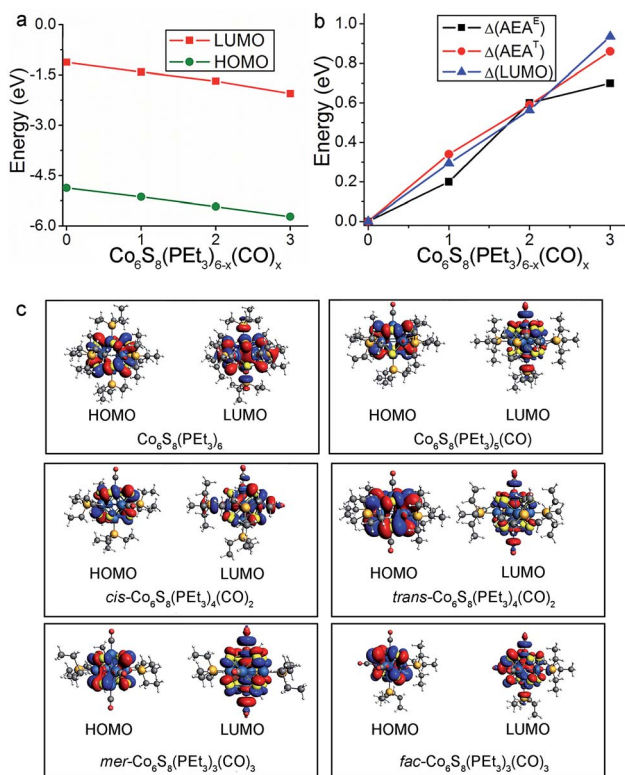 a
LUMO
HOMO
Energy (eV)
0.0
-1.5
-3.0
-4.5
-6.0
0 1 2 3
Co₆S₈(PEt₃)₆₋ₓ(CO)ₓ
b
Δ(AEAᴱ)
Δ(AEAᵀ)
Δ(LUMO)
Energy (eV)
1.0
0.8
0.6
0.4
0.2
0.0
0 1 2 3
Co₆S₈(PEt₃)₆₋ₓ(CO)ₓ
c
HOMO LUMO
Co₆S₈(PEt₃)₆
HOMO LUMO
Co₆S₈(PEt₃)₅(CO)
HOMO LUMO
cis-Co₆S₈(PEt₃)₄(CO)₂
HOMO LUMO
trans-Co₆S₈(PEt₃)₄(CO)₂
HOMO LUMO
mer-Co₆S₈(PEt₃)₃(CO)₃
HOMO LUMO
fac-Co₆S₈(PEt₃)₃(CO)₃